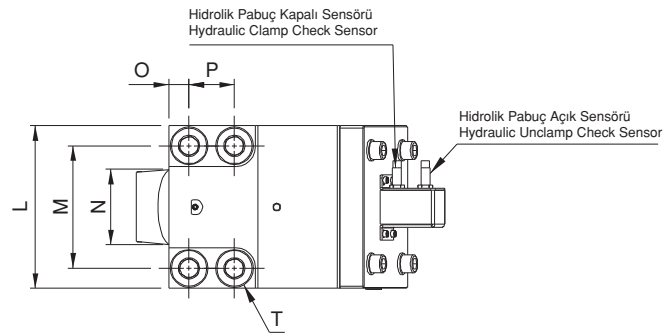 Hidrolik Pabuç Kapalı Sensörü
Hydraulic Clamp Check Sensor
O
P
Hidrolik Pabuç Açık Sensörü
Hydraulic Unclamp Check Sensor
L
M
N
T